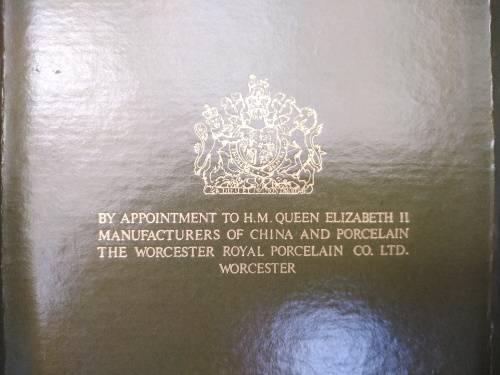 BY APPOINTMENT TO H.M. QUEEN ELIZABETH II
MANUFACTURERS OF CHINA AND PORCELAIN
THE WORCESTER ROYAL PORCELAIN CO. LTD.
WORCESTER